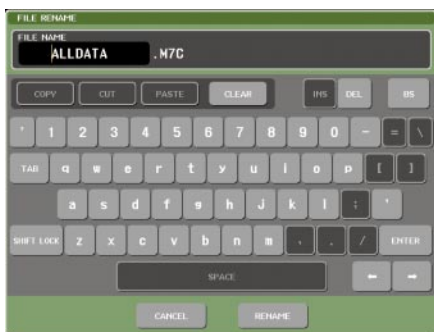 FILE RENAME
FILE NAME
ALLDATA .M7C
COPY CUT PASTE CLEAR INS DEL BS
' 1 2 3 4 5 6 7 8 9 0 - = \
TAB q w e r t y u i o p [ ]
a s d f g h j k l ; '
SHIFT LOCK z x c v b n m , . / ENTER
SPACE ← →
CANCEL RENAME